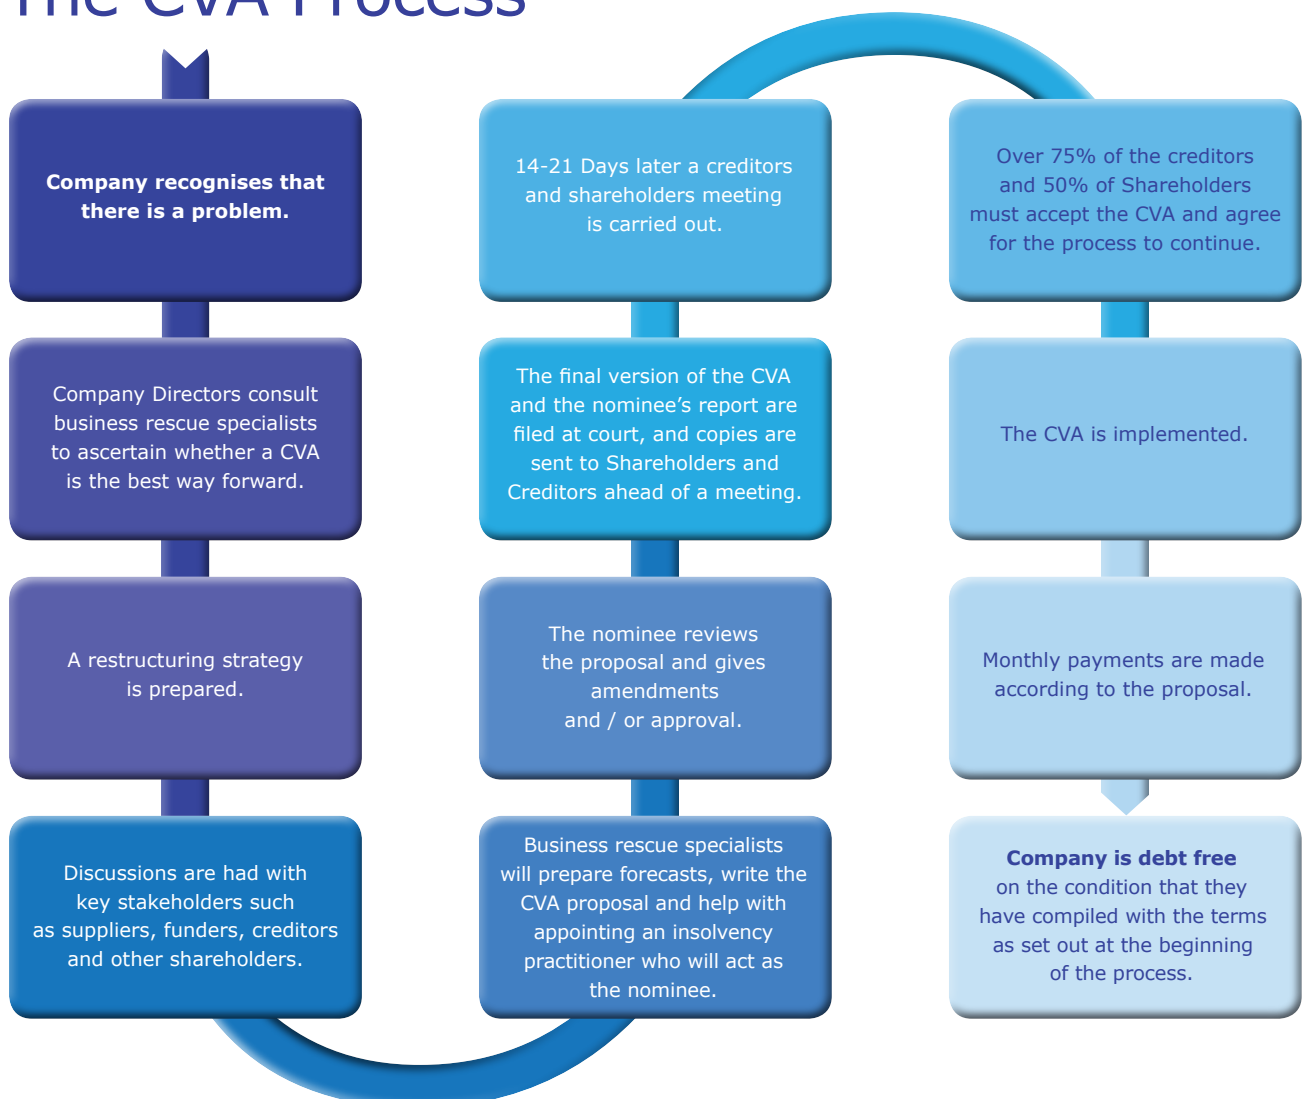 The CVA Process
Company recognises that
there is a problem.
Company Directors consult
business rescue specialists
to ascertain whether a CVA
is the best way forward.
A restructuring strategy
is prepared.
Discussions are had with
key stakeholders such
as suppliers, funders, creditors
and other shareholders.
Business rescue specialists
will prepare forecasts, write the
CVA proposal and help with
appointing an insolvency
practitioner who will act as
the nominee.
The nominee reviews
the proposal and gives
amendments
and / or approval.
The final version of the CVA
and the nominee’s report are
filed at court, and copies are
sent to Shareholders and
Creditors ahead of a meeting.
14-21 Days later a creditors
and shareholders meeting
is carried out.
Over 75% of the creditors
and 50% of Shareholders
must accept the CVA and agree
for the process to continue.
The CVA is implemented.
Monthly payments are made
according to the proposal.
Company is debt free
on the condition that they
have compiled with the terms
as set out at the beginning
of the process.